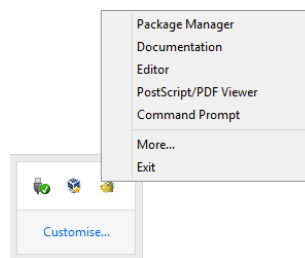 Package Manager
Documentation
Editor
PostScript/PDF Viewer
Command Prompt
More...
Exit
Customise...